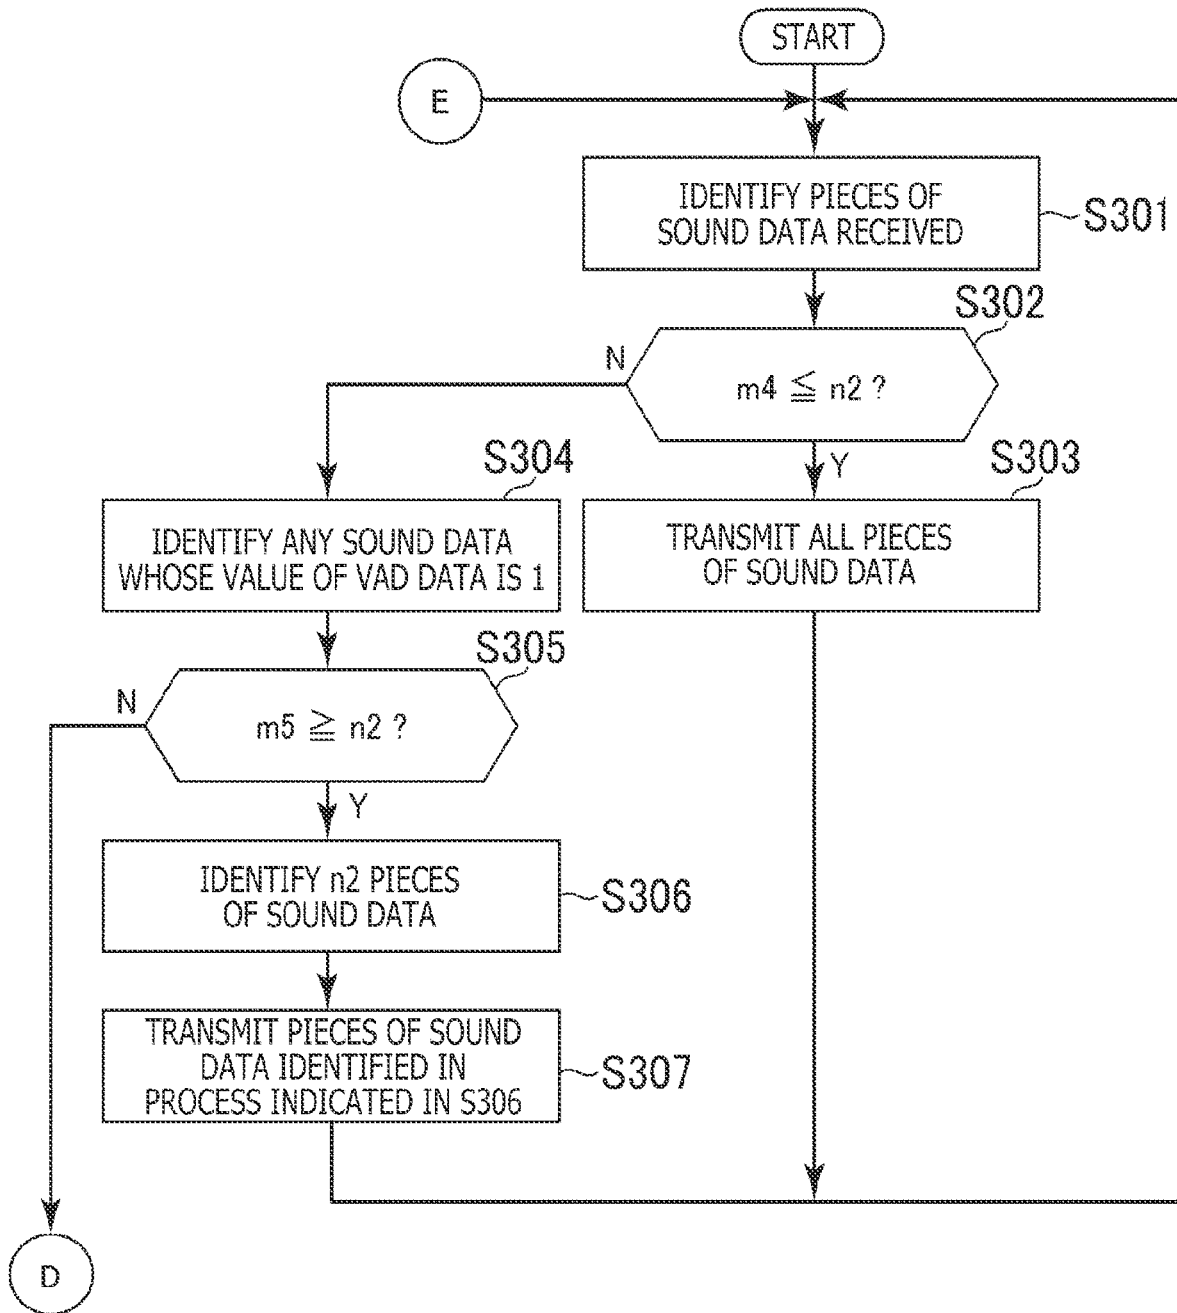 START
E
IDENTIFY PIECES OF
SOUND DATA RECEIVED
S301
S302
N
m4 ≦ n2 ?
Y
S304
S303
IDENTIFY ANY SOUND DATA
WHOSE VALUE OF VAD DATA IS 1
TRANSMIT ALL PIECES
OF SOUND DATA
S305
N
m5 ≧ n2 ?
Y
IDENTIFY n2 PIECES
OF SOUND DATA
S306
TRANSMIT PIECES OF SOUND
DATA IDENTIFIED IN
PROCESS INDICATED IN S306
S307
D